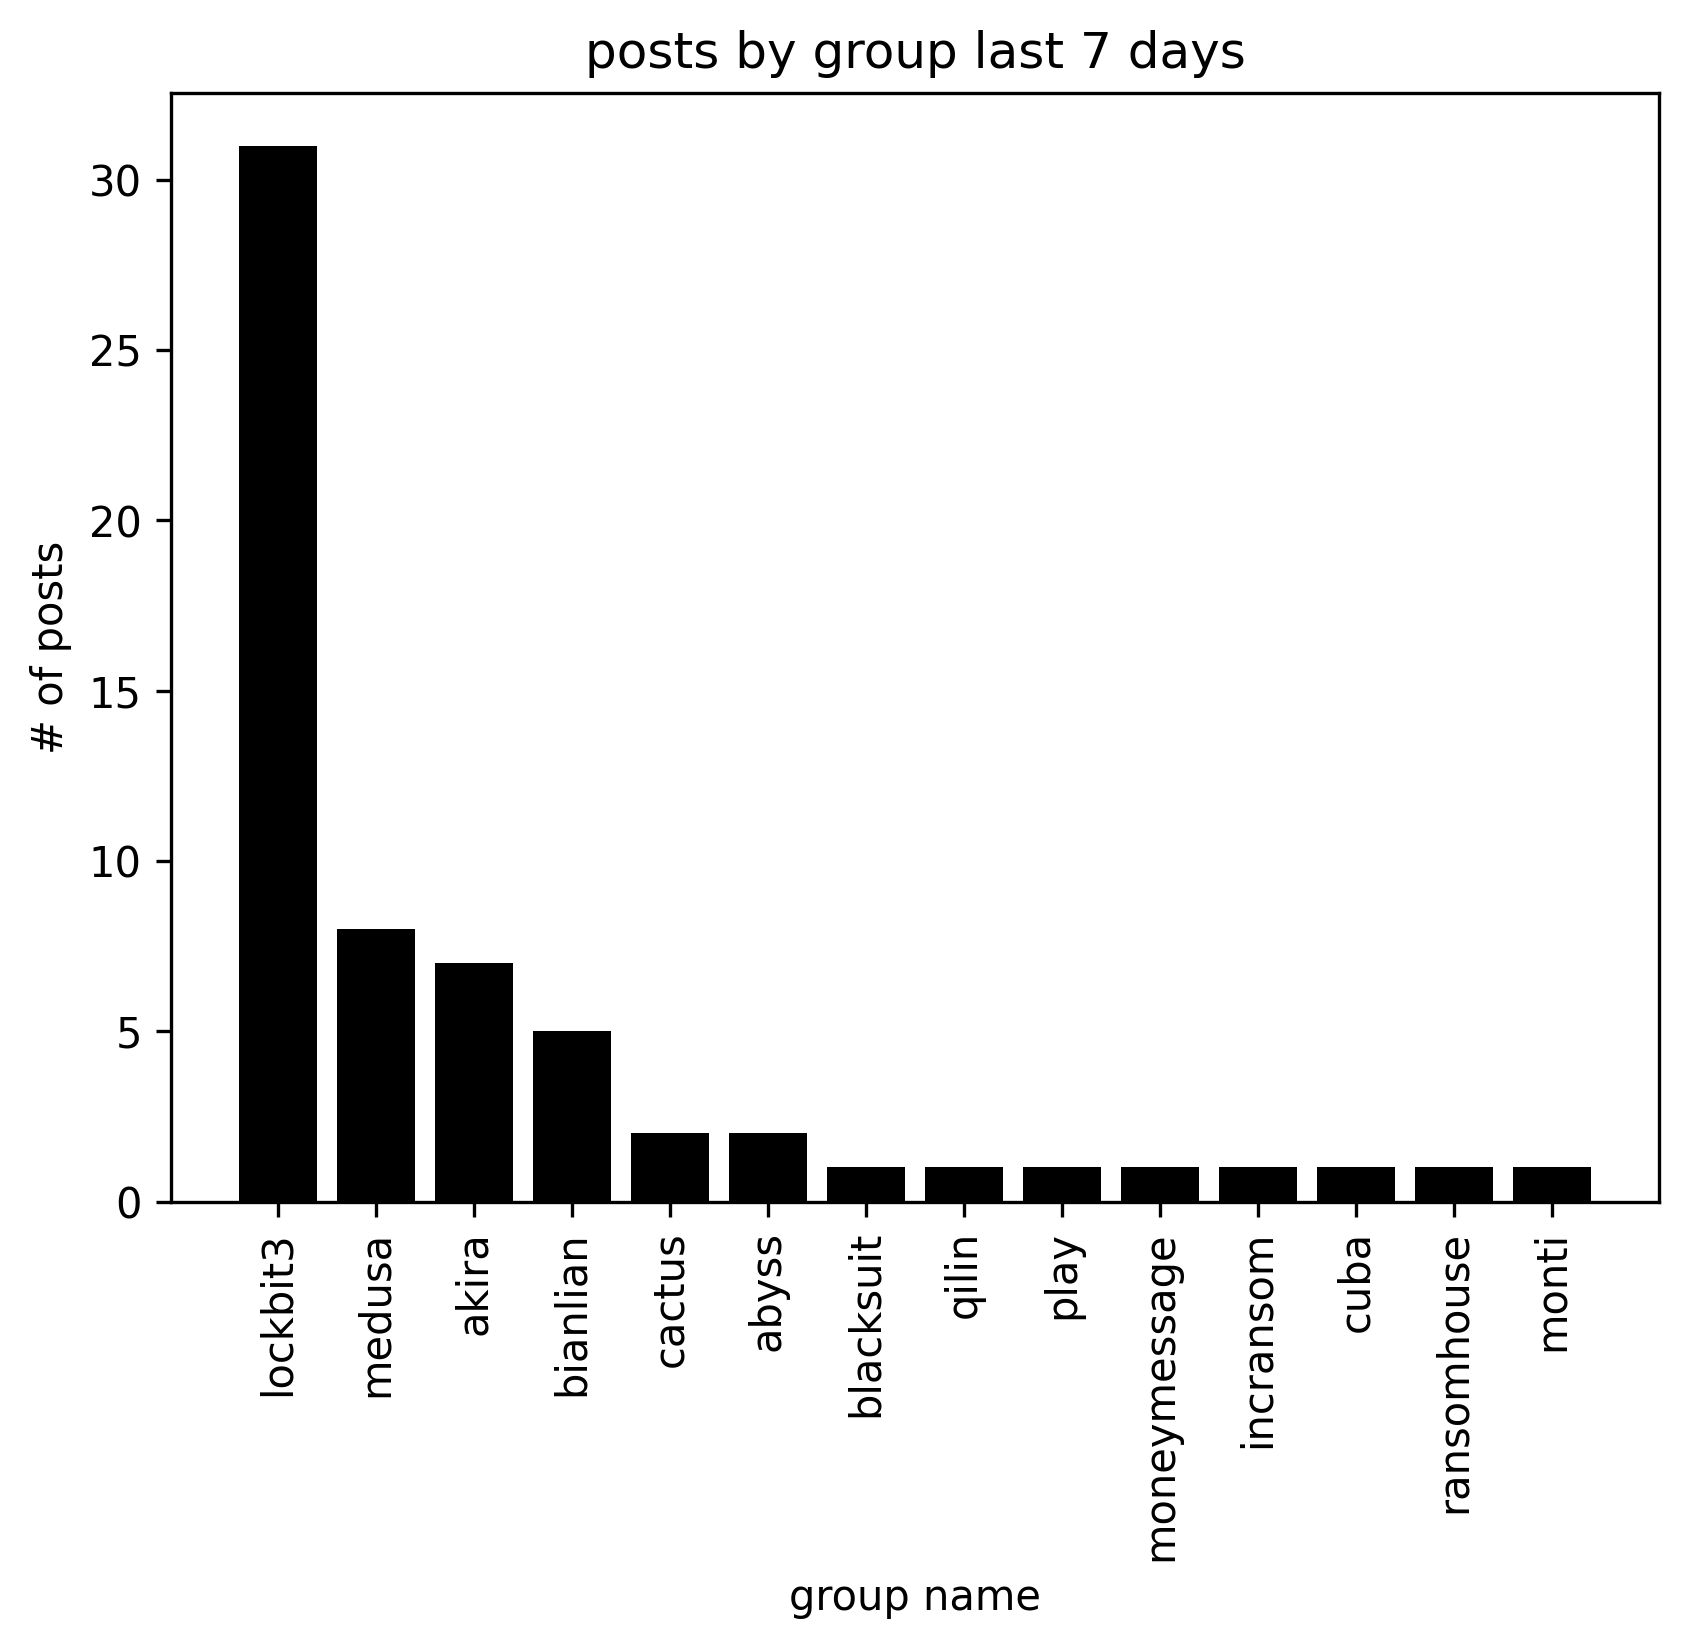 posts by group last 7 days
30
25
20
15
10
5
0
# of posts
lockbit3
medusa
akira
bianlian
cactus
abyss
blacksuit
qilin
play
moneymessage
incransom
cuba
ransomhouse
monti
group name